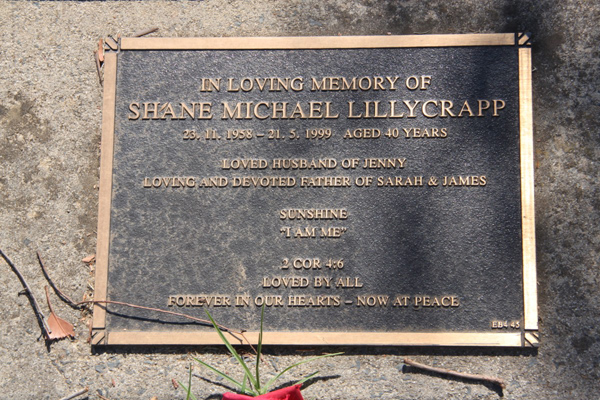 IN LOVING MEMORY OF
SHANE MICHAEL LILLYCRAPP
23. 11. 1958 – 21. 5. 1999 AGED 40 YEARS
LOVED HUSBAND OF JENNY
LOVING AND DEVOTED FATHER OF SARAH & JAMES
SUNSHINE
"I AM ME"
2 COR 4:6
LOVED BY ALL
FOREVER IN OUR HEARTS – NOW AT PEACE
EB4 45